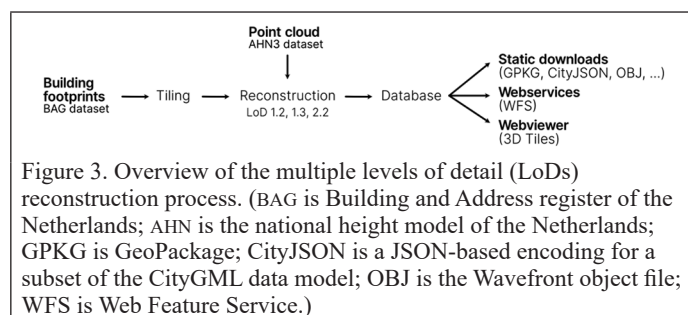 Point cloud
AHN3 dataset
Building
footprints
BAG dataset
Tiling
Reconstruction
LoD 1.2, 1.3, 2.2
Database
Static downloads
(GPKG, CityJSON, OBJ, ...)
Webservices
(WFS)
Webviewer
(3D Tiles)
Figure 3. Overview of the multiple levels of detail (LoDs)
reconstruction process. (BAG is Building and Address register of the
Netherlands; AHN is the national height model of the Netherlands;
GPKG is GeoPackage; CityJSON is a JSON-based encoding for a
subset of the CityGML data model; OBJ is the Wavefront object file;
WFS is Web Feature Service.)